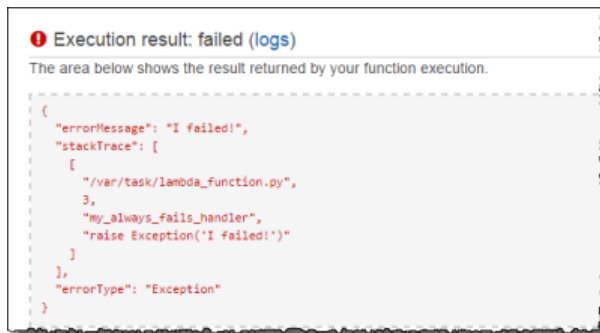 Execution result: failed (logs)
The area below shows the result returned by your function execution.
{
"errorMessage": "I failed!",
"stackTrace": [
[
"/var/task/lambda_function.py",
3,
"my_always_fails_handler",
"raise Exception('I failed!')"
]
],
"errorType": "Exception"
}